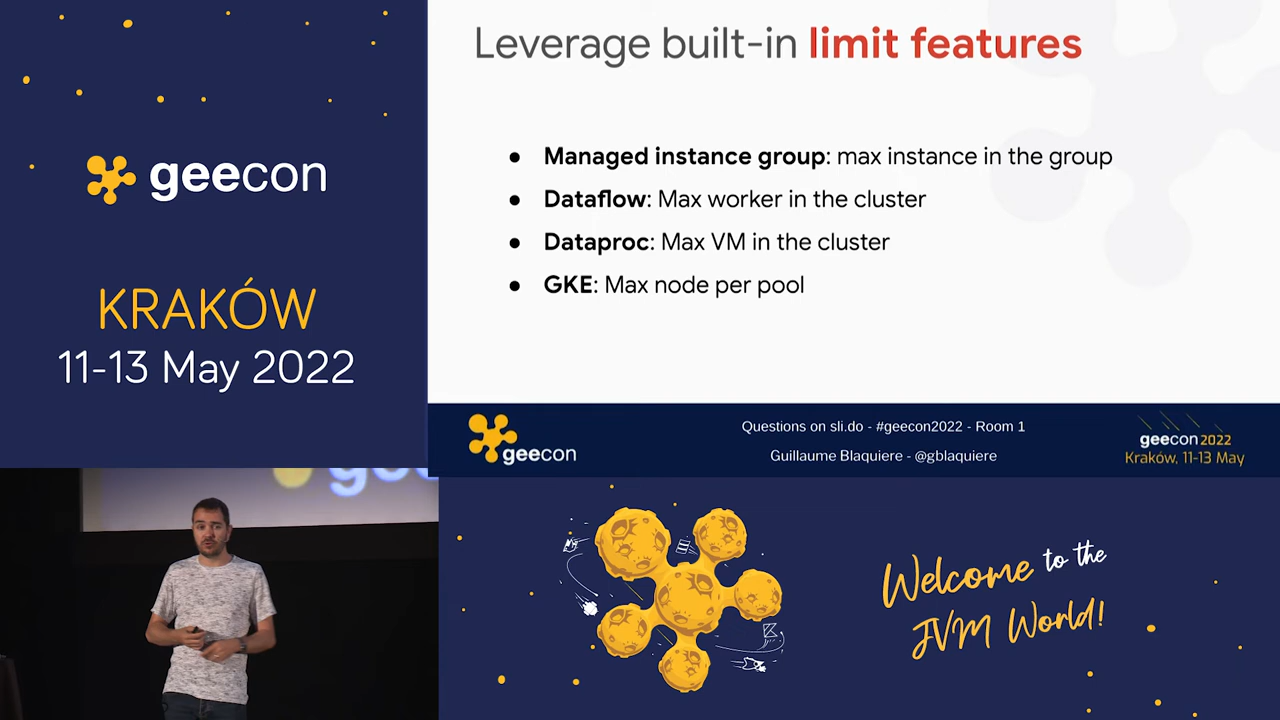 geecon
KRAKÓW
11-13 May 2022
Leverage built-in limit features
● Managed instance group: max instance in the group
● Dataflow: Max worker in the cluster
● Dataproc: Max VM in the cluster
● GKE: Max node per pool
geecon
Questions on sli.do - #geecon2022 - Room 1
Guillaume Blaquiere - @gblaquiere
geecon 2022
Kraków, 11-13 May
Welcome to the
JVM World!